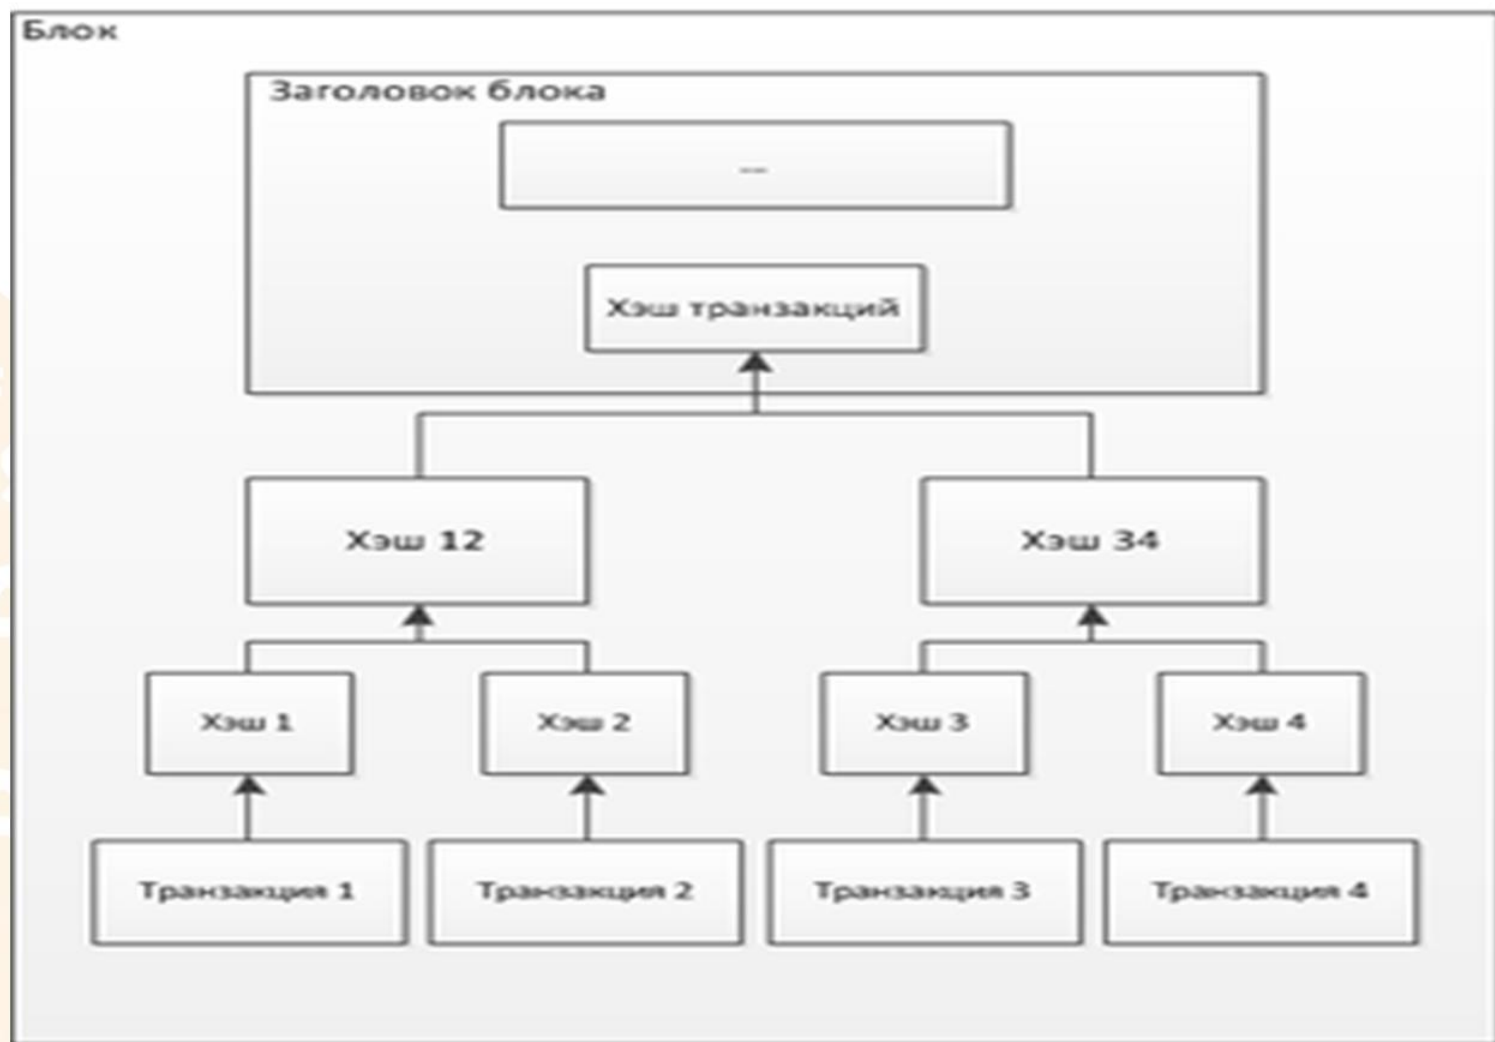 Блок
Заголовок блока
--
Хэш транзакций
Хэш 12
Хэш 34
Хэш 1
Хэш 2
Хэш 3
Хэш 4
Транзакция 1
Транзакция 2
Транзакция 3
Транзакция 4